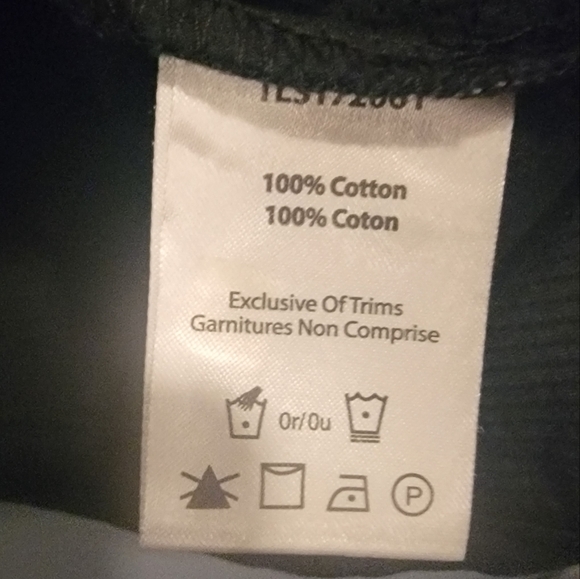 100% Cotton
100% Coton
Exclusive Of Trims
Garnitures Non Comprise
Or/Ou
P